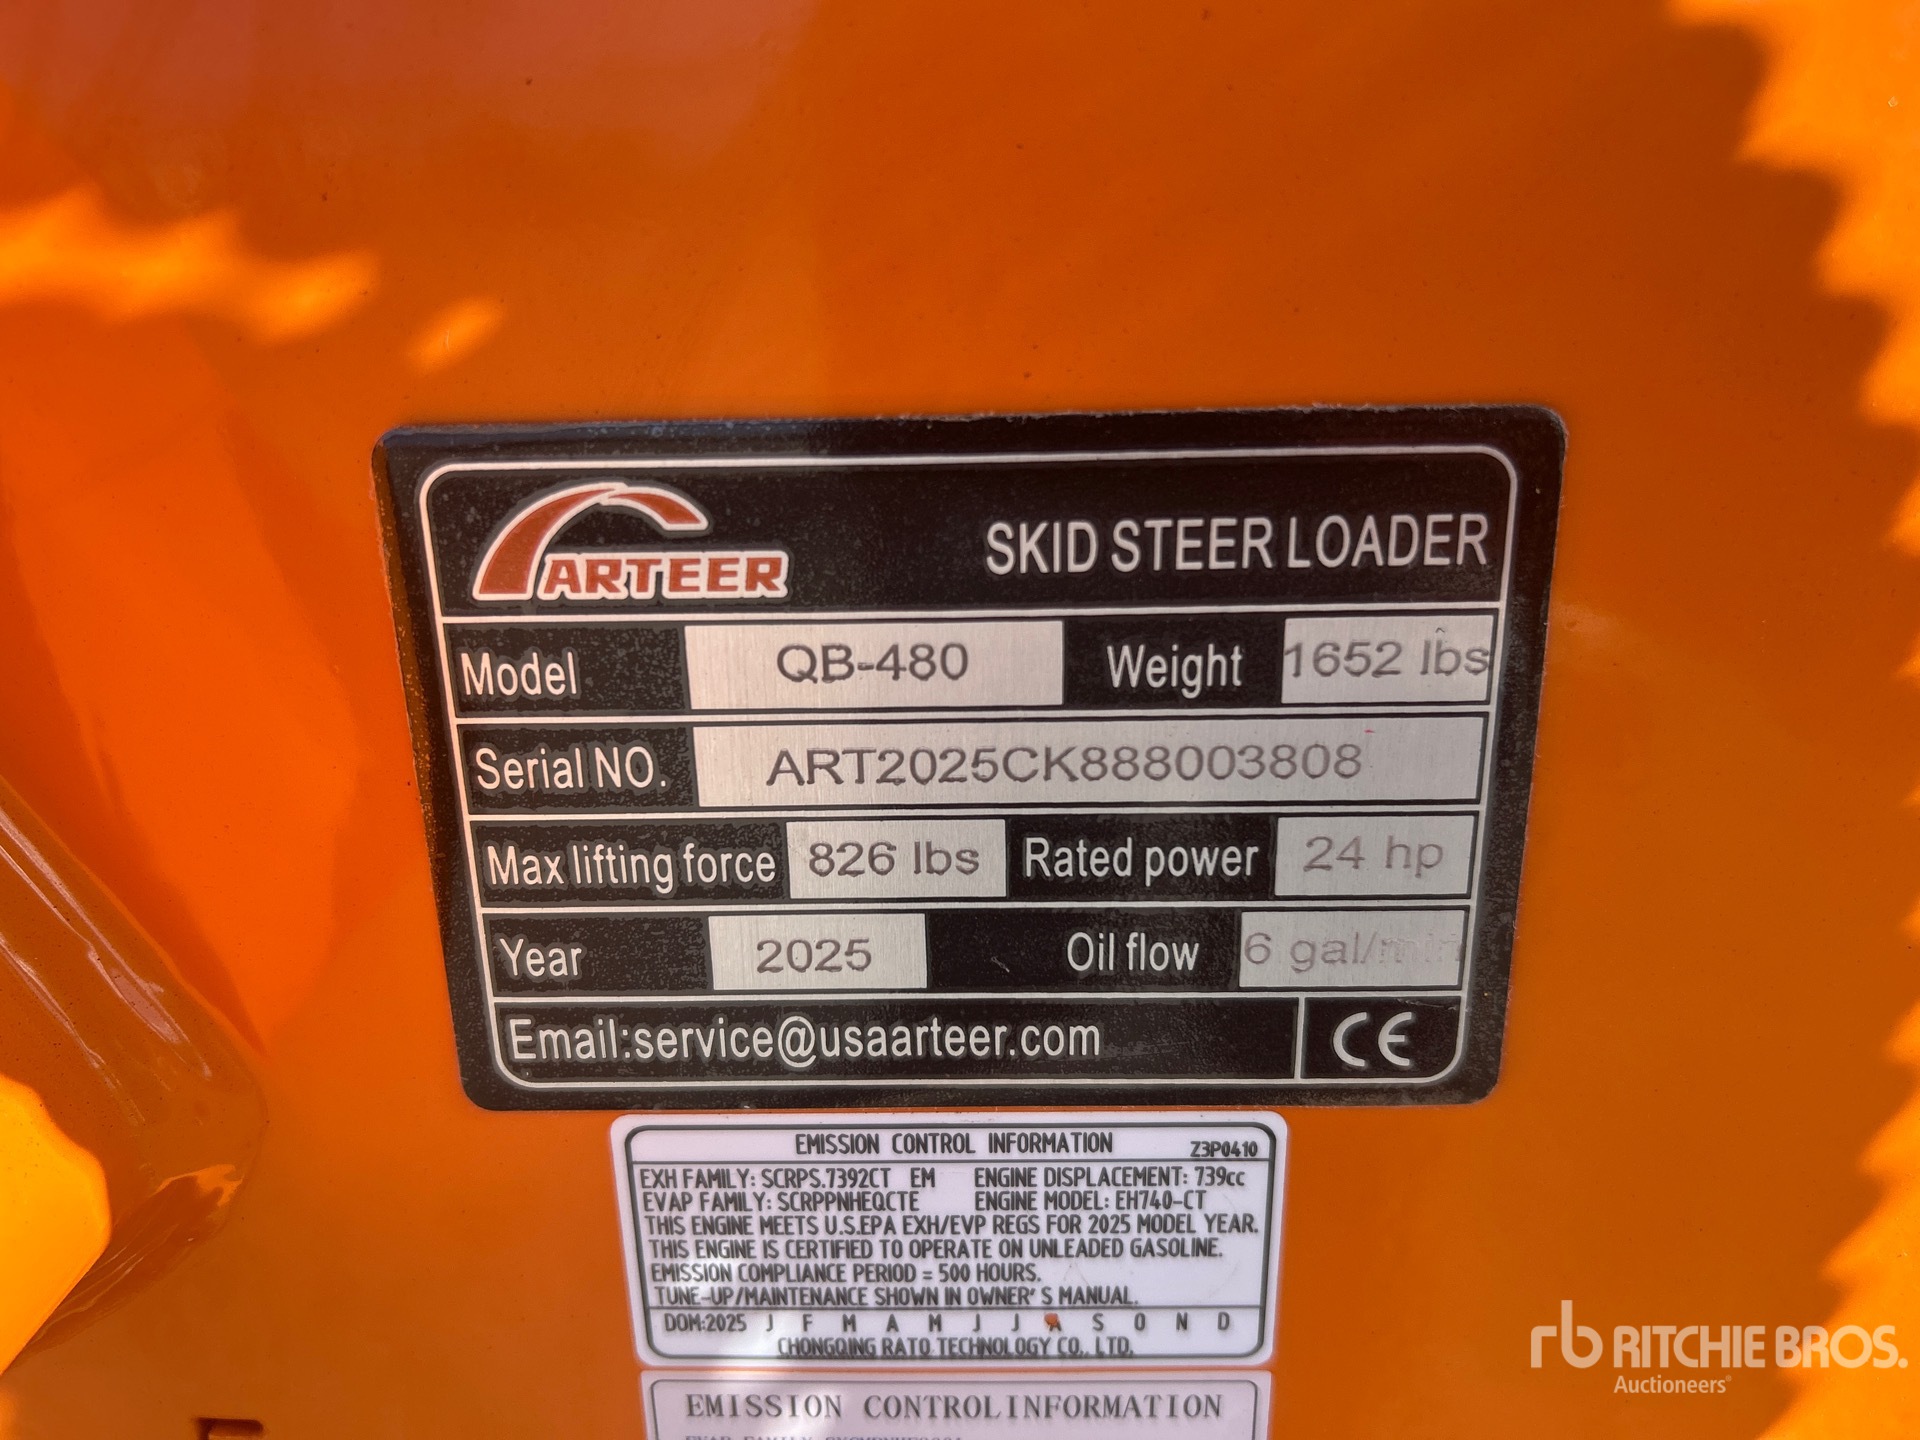 ARTEER
SKID STEER LOADER
Model QB-480 Weight 1652 lbs
Serial NO. ART2025CK888003808
Max lifting force 826 lbs Rated power 24 hp
Year 2025 Oil flow 6 gal/min
Email:service@usaarteer.com CE
EMISSION CONTROL INFORMATION Z3P0410
EXH FAMILY: SCRPS.7392CT EM ENGINE DISPLACEMENT: 739cc
EVAP FAMILY: SCRPPNHEQCTE ENGINE MODEL: EH740-CT
THIS ENGINE MEETS U.S.EPA EXH/EVP REGS FOR 2025 MODEL YEAR.
THIS ENGINE IS CERTIFIED TO OPERATE ON UNLEADED GASOLINE.
EMISSION COMPLIANCE PERIOD = 500 HOURS.
TUNE-UP/MAINTENANCE SHOWN IN OWNER' S MANUAL.
DOM:2025 J F M A M J J A S O N D
CHONGQING RATO TECHNOLOGY CO., LTD.
EMISSION CONTROLINFORMATION
rb RITCHIE BROS.
Auctioneers